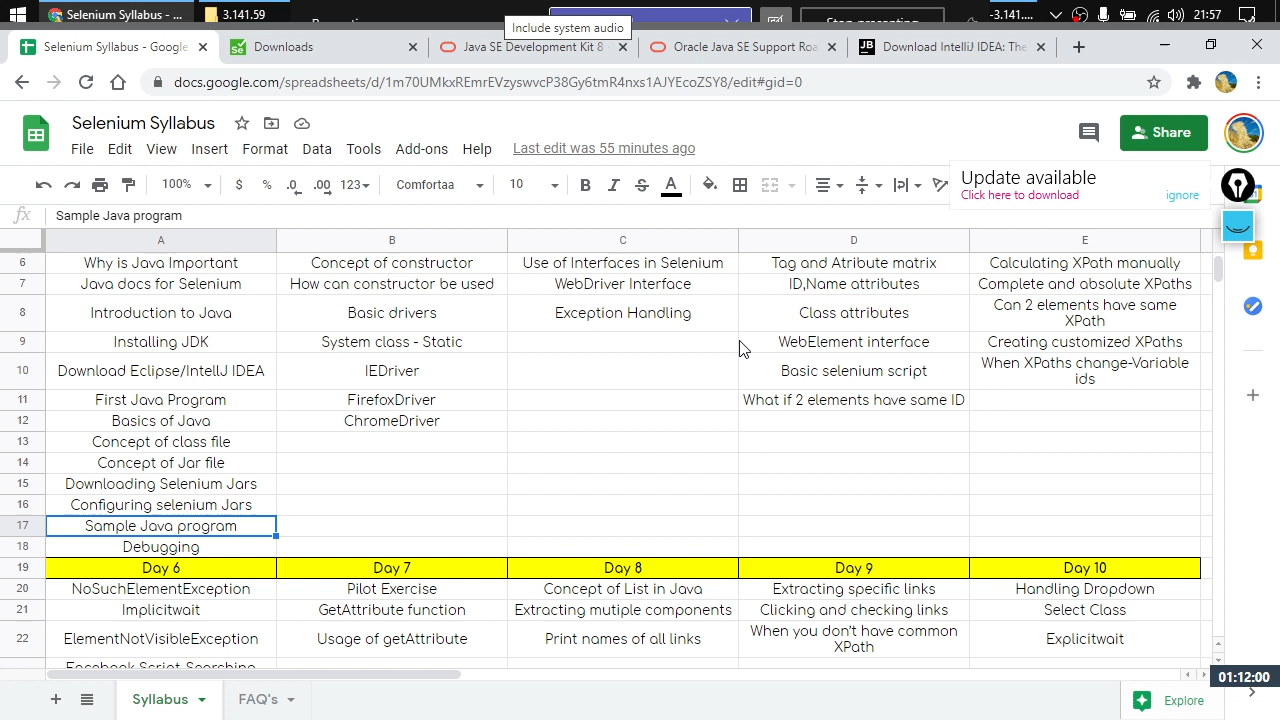 Selenium Syllabus - ...
3.141.59
Stop presenting
-3.141....
21:57
Include system audio
Selenium Syllabus - Google
Downloads
Java SE Development Kit 8
Oracle Java SE Support Roa
Download IntelliJ IDEA: The
docs.google.com/spreadsheets/d/1m70UMkxREmrFVzyswvcP38Gy6tmR4nxs1AJYEcoZSY8/edit#gid=0
Selenium Syllabus
Share
File Edit View Insert Format Data Tools Add-ons Help Last edit was 55 minutes ago
100% $ % .0 .00 123 Comfortaa 10 B I S A
Update available
Click here to download ignore
fx Sample Java program
A B C D E
6 Why is Java Important Concept of constructor Use of Interfaces in Selenium Tag and Atribute matrix Calculating XPath manually
7 Java docs for Selenium How can constructor be used WebDriver Interface ID,Name attributes Complete and absolute XPaths
8 Introduction to Java Basic drivers Exception Handling Class attributes Can 2 elements have same
XPath
9 Installing JDK System class - Static WebElement interface Creating customized XPaths
10 Download Eclipse/IntellJ IDEA IEDriver Basic selenium script When XPaths change-Variable
ids
11 First Java Program FirefoxDriver What if 2 elements have same ID
12 Basics of Java ChromeDriver
13 Concept of class file
14 Concept of Jar file
15 Downloading Selenium Jars
16 Configuring selenium Jars
17 Sample Java program
18 Debugging
19 Day 6 Day 7 Day 8 Day 9 Day 10
20 NoSuchElementException Pilot Exercise Concept of List in Java Extracting specific links Handling Dropdown
21 Implicitwait GetAttribute function Extracting mutiple components Clicking and checking links Select Class
22 ElementNotVisibleException Usage of getAttribute Print names of all links When you don't have common
XPath Explicitwait
Facebook Script-Searching
01:12:00
Syllabus FAQ's Explore